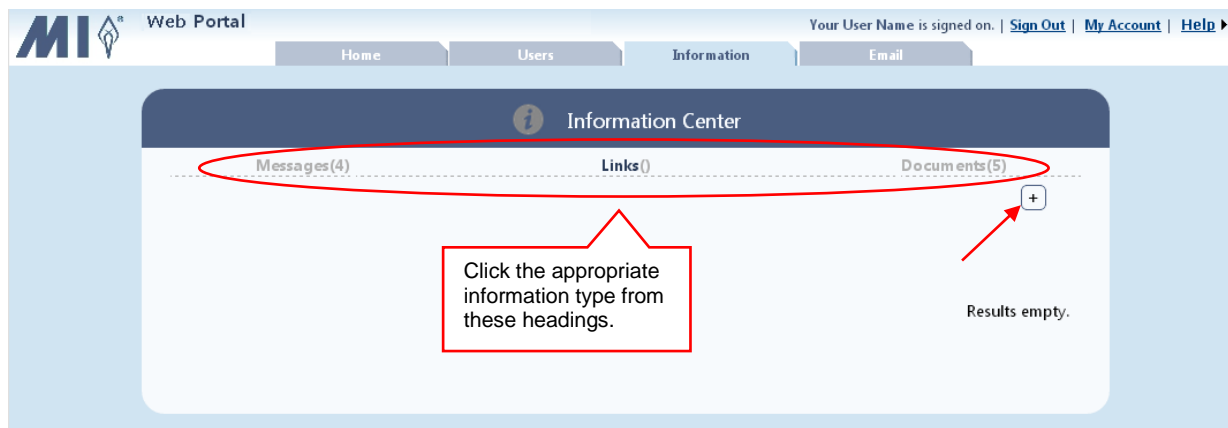 MI®
Web Portal
Your User Name is signed on. | Sign Out | My Account | Help
Home Users Information Email
i Information Center
Messages(4) Links() Documents(5)
+
Click the appropriate
information type from
these headings.
Results empty.